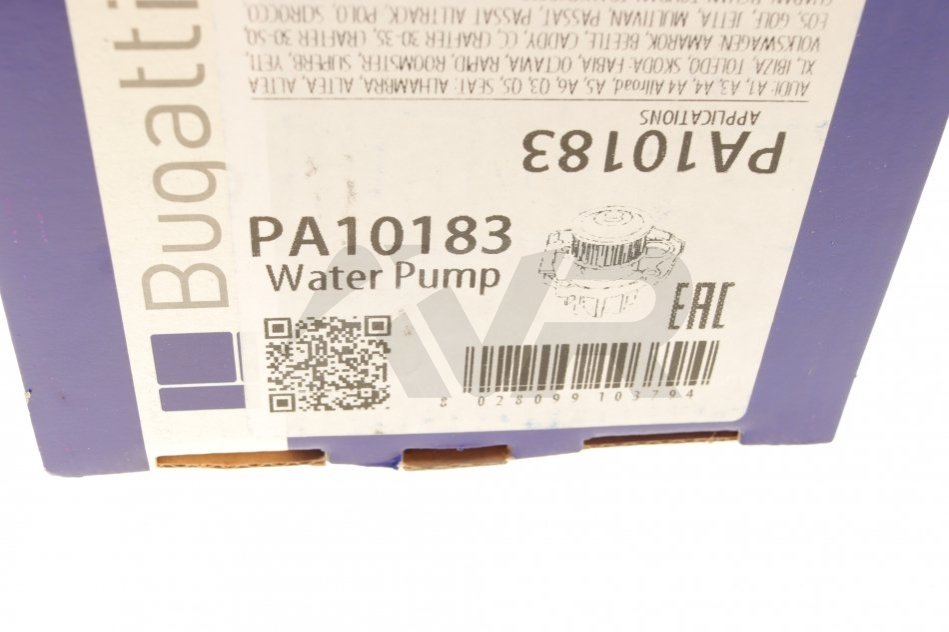 Bugatti
PA10183
Water Pump
EAC
8 028099 103794
KVP
PA10183
APPLICATIONS
AUDI: A1, A3, A4, A4 Allroad, A5, A6, Q3, Q5, SEAT: ALHAMBRA, ALTEA, ALTEA
XL, IBIZA, TOLEDO, SKODA: FABIA, OCTAVIA, RAPID, ROOMSTER, SUPERB, YETI,
VOLKSWAGEN: AMAROK, BEETLE, CADDY, CC, CRAFTER 30-35, CRAFTER 30-50,
EOS, GOLF, JETTA, MULTIVAN, PASSAT, PASSAT ALLTRACK, POLO, SCIROCCO,